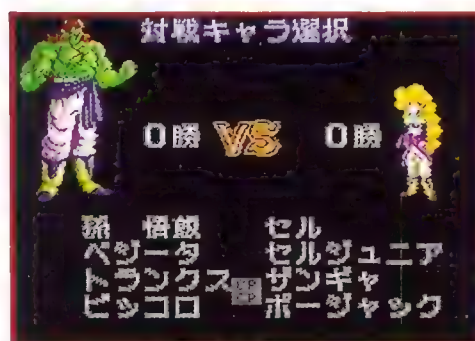 対戦キャラ選択
0勝 VS 0勝
孫 悟飯 セル
ベジータ セルジュニア
トランクス ザンギャ
ピッコロ ボージャック